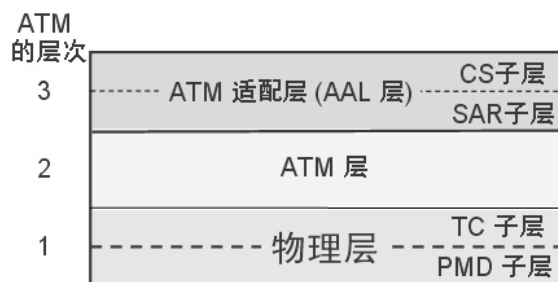 ATM
的层次
3
ATM 适配层 (AAL 层)
CS子层
SAR子层
2
ATM 层
1
物理层
TC 子层
PMD 子层